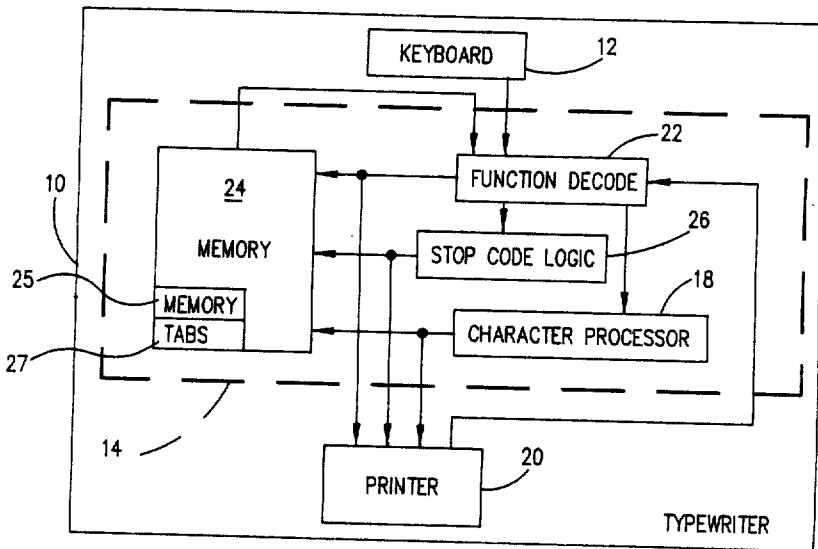 KEYBOARD
12
22
24
FUNCTION DECODE
10
MEMORY
26
STOP CODE LOGIC
25
MEMORY
18
TABS
CHARACTER PROCESSOR
27
14
20
PRINTER
TYPEWRITER